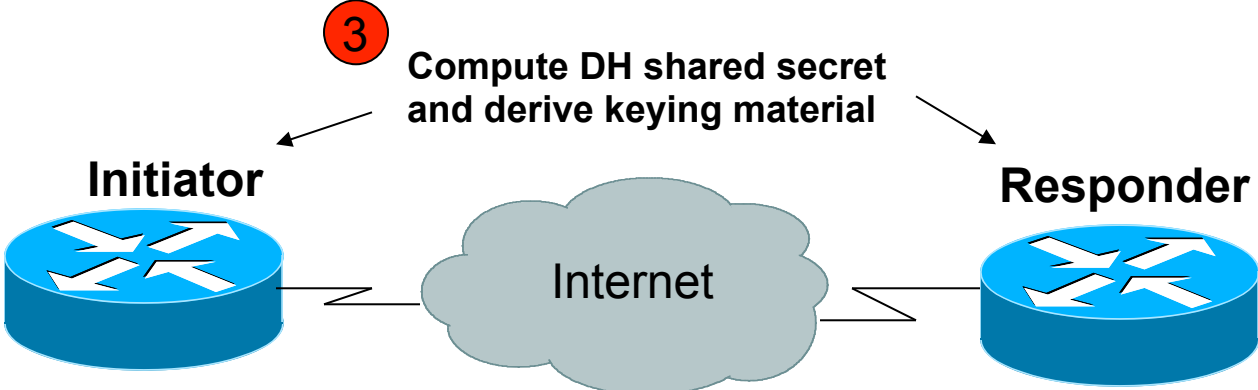 3
Compute DH shared secret
and derive keying material
Initiator
Responder
Internet